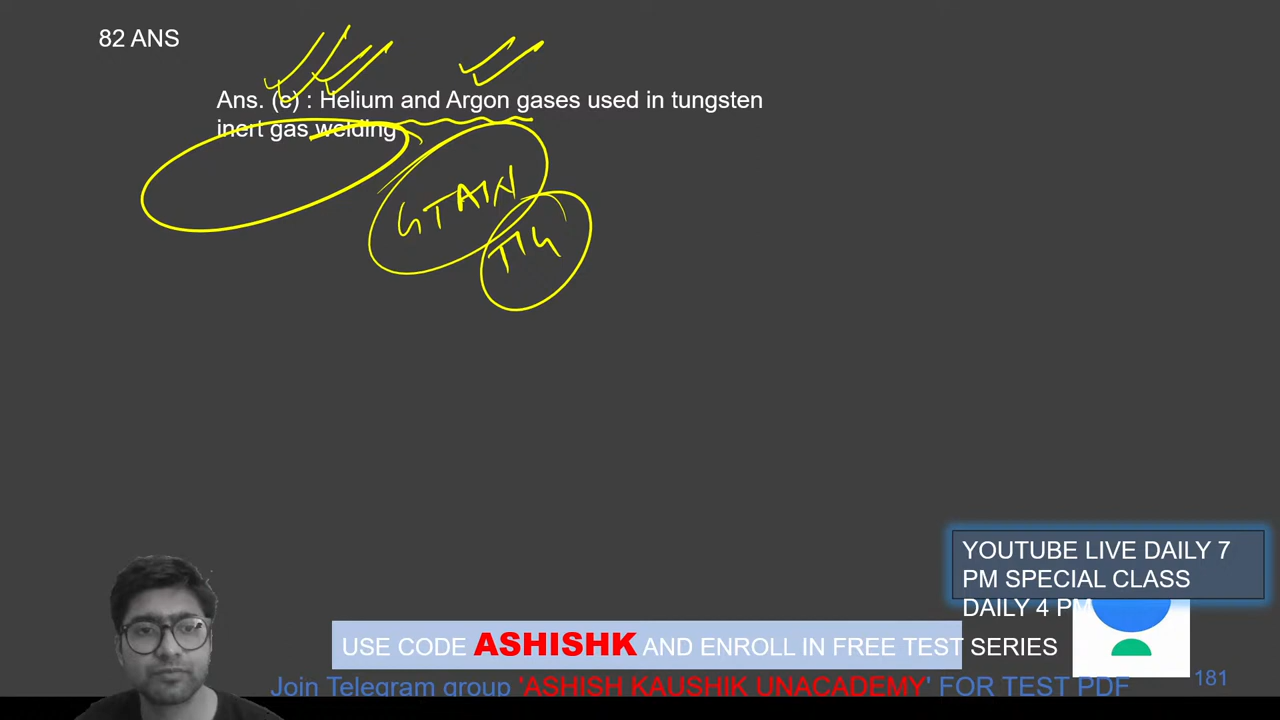 82 ANS
Ans. (c) : Helium and Argon gases used in tungsten
inert gas welding
GTAW
TIG
YOUTUBE LIVE DAILY 7
PM SPECIAL CLASS
DAILY 4 PM
USE CODE ASHISHK AND ENROLL IN FREE TEST SERIES
Join Telegram group 'ASHISH KAUSHIK UNACADEMY' FOR TEST PDF
181